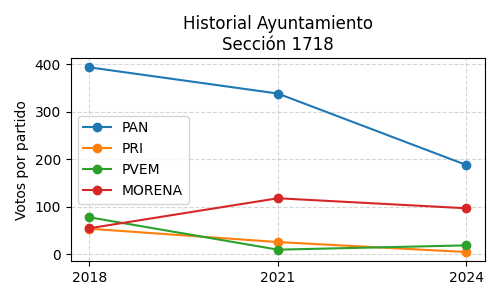 Historial Ayuntamiento
Sección 1718
Votos por partido
400
300
200
100
0
PAN
PRI
PVEM
MORENA
2018
2021
2024